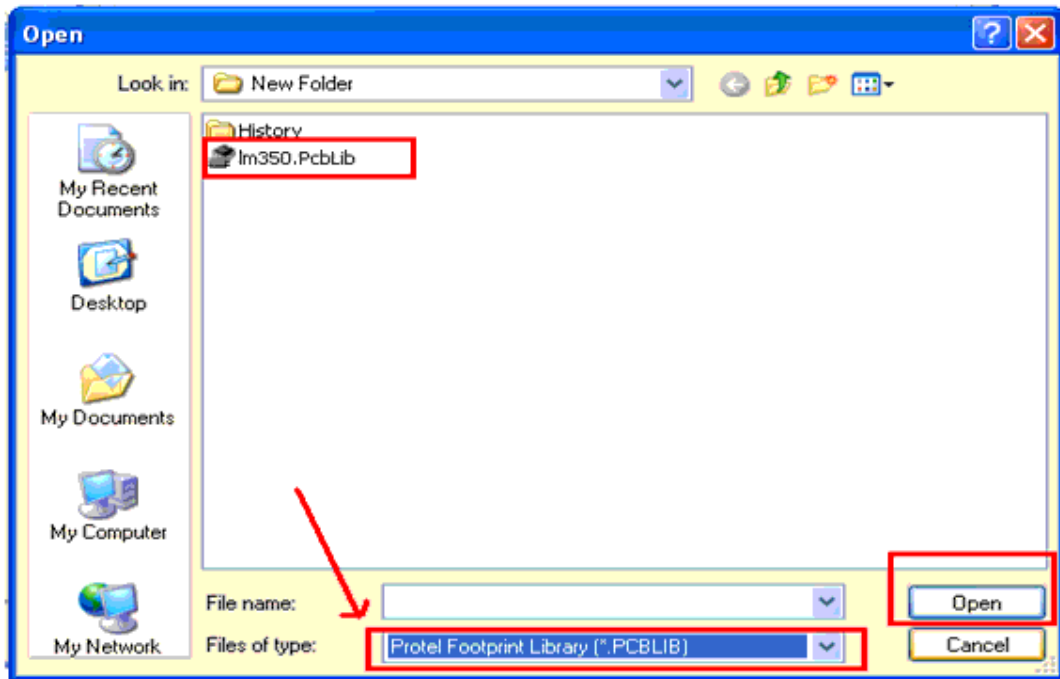 Open
Look in:
New Folder
History
lm350.PcbLib
My Recent
Documents
Desktop
My Documents
My Computer
My Network
File name:
Open
Files of type:
Protel Footprint Library (*.PCBLIB)
Cancel